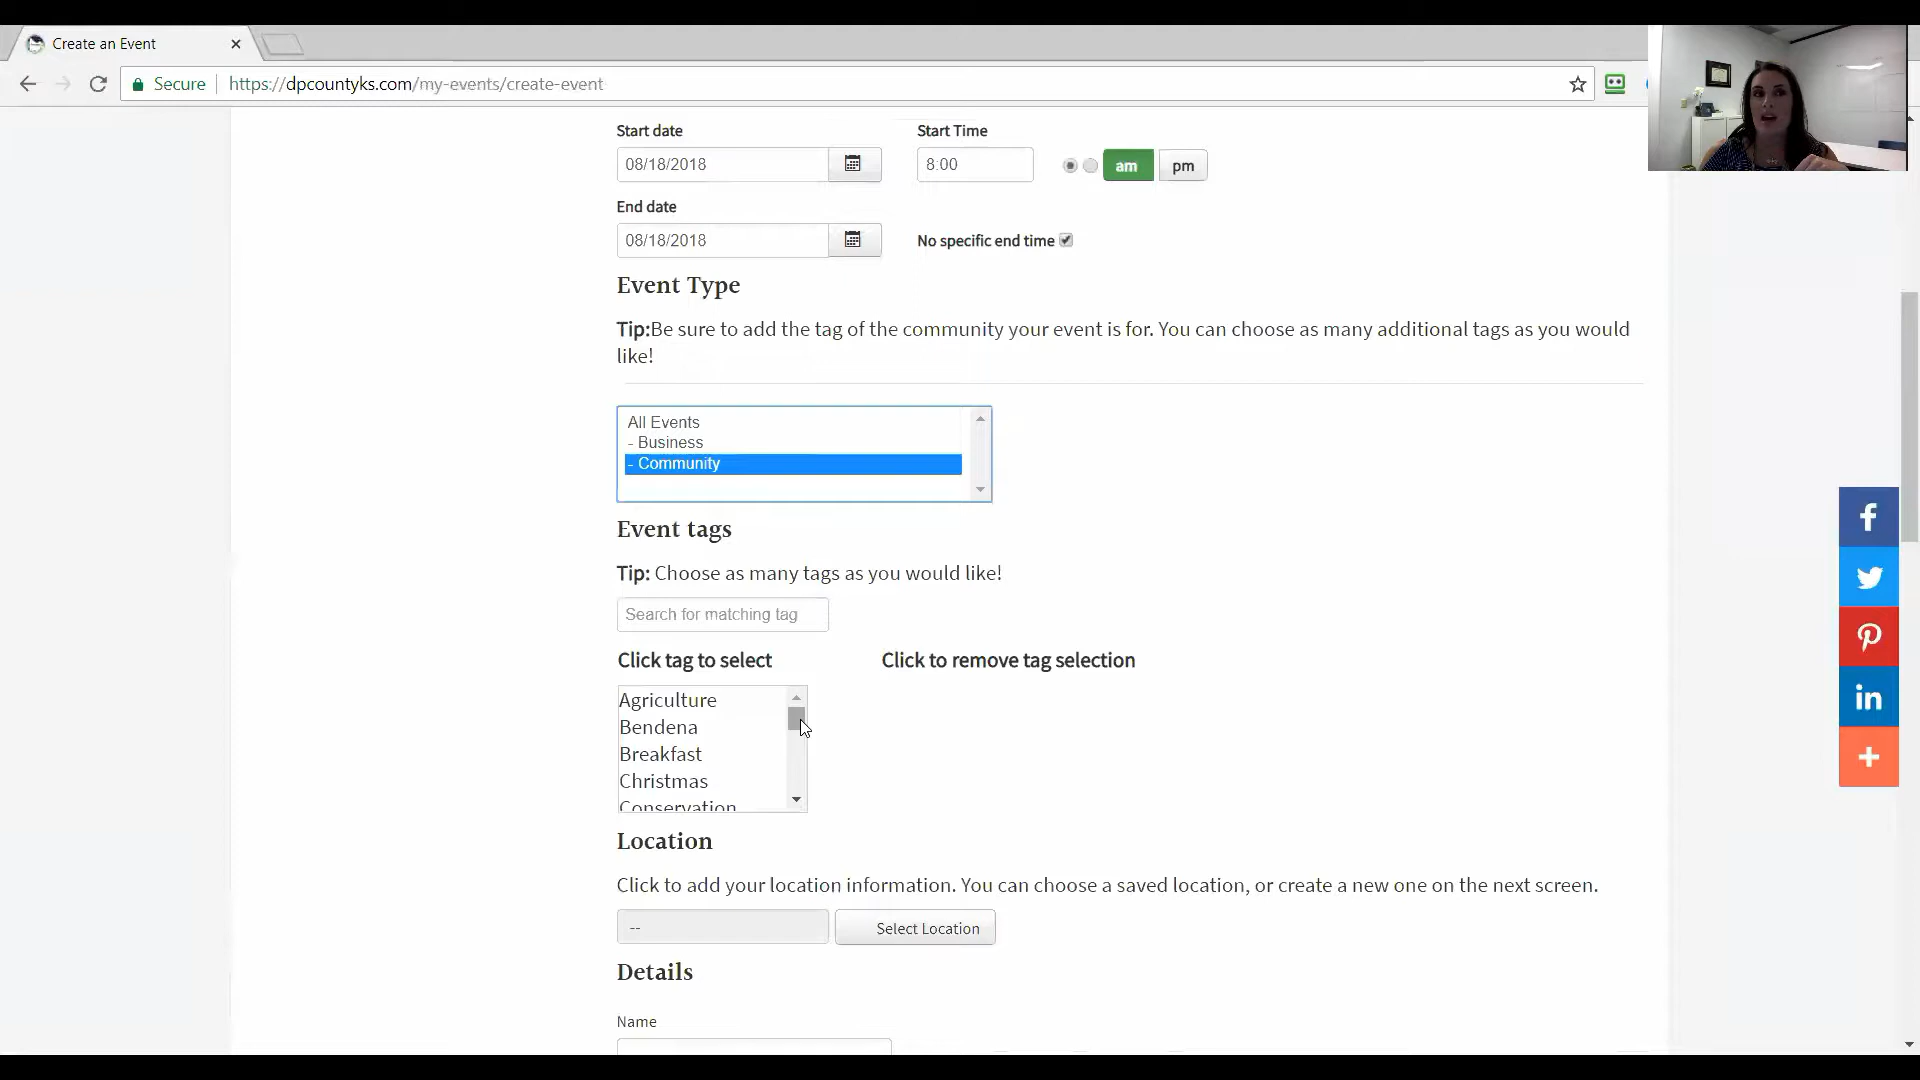 Create an Event
Secure https://dpcountyks.com/my-events/create-event
Start date
Start Time
08/18/2018
8:00
am
pm
End date
08/18/2018
No specific end time
Event Type
Tip:Be sure to add the tag of the community your event is for. You can choose as many additional tags as you would
like!
All Events
- Business
- Community
Event tags
Tip: Choose as many tags as you would like!
Search for matching tag
Click tag to select
Click to remove tag selection
Agriculture
Bendena
Breakfast
Christmas
Conservation
Location
Click to add your location information. You can choose a saved location, or create a new one on the next screen.
--
Select Location
Details
Name